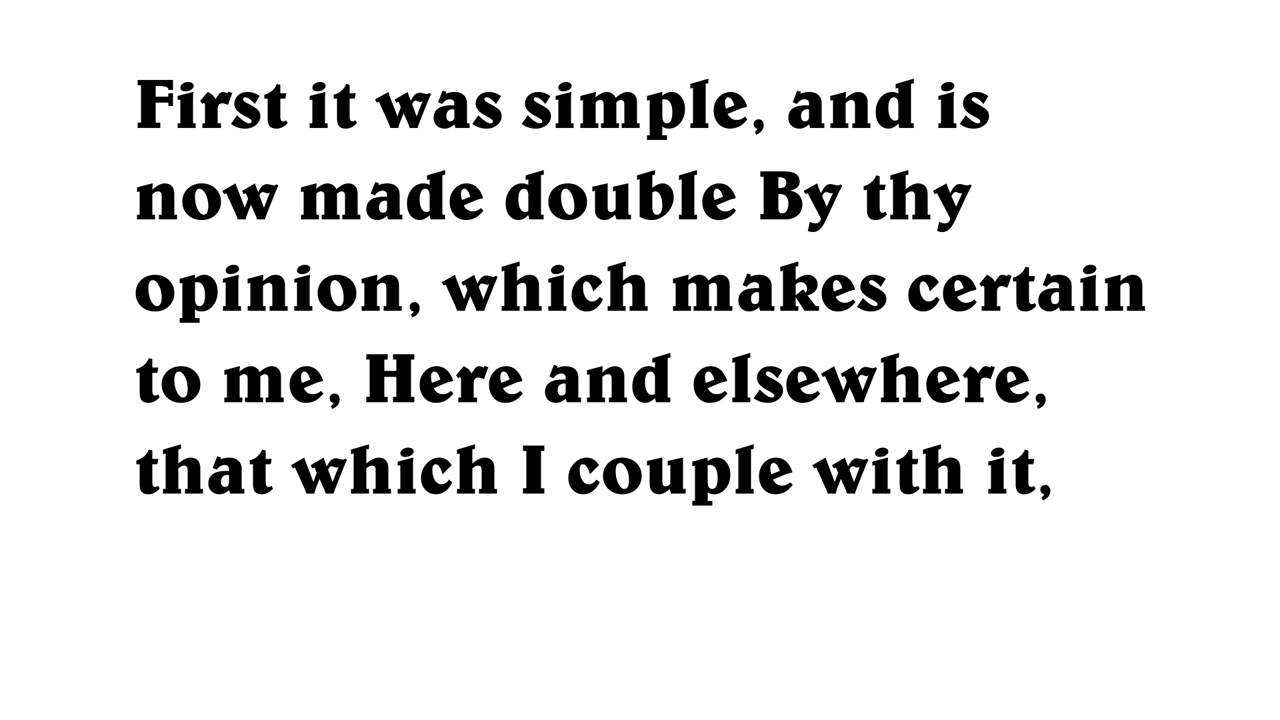 First it was simple, and is
now made double By thy
opinion, which makes certain
to me, Here and elsewhere,
that which I couple with it,